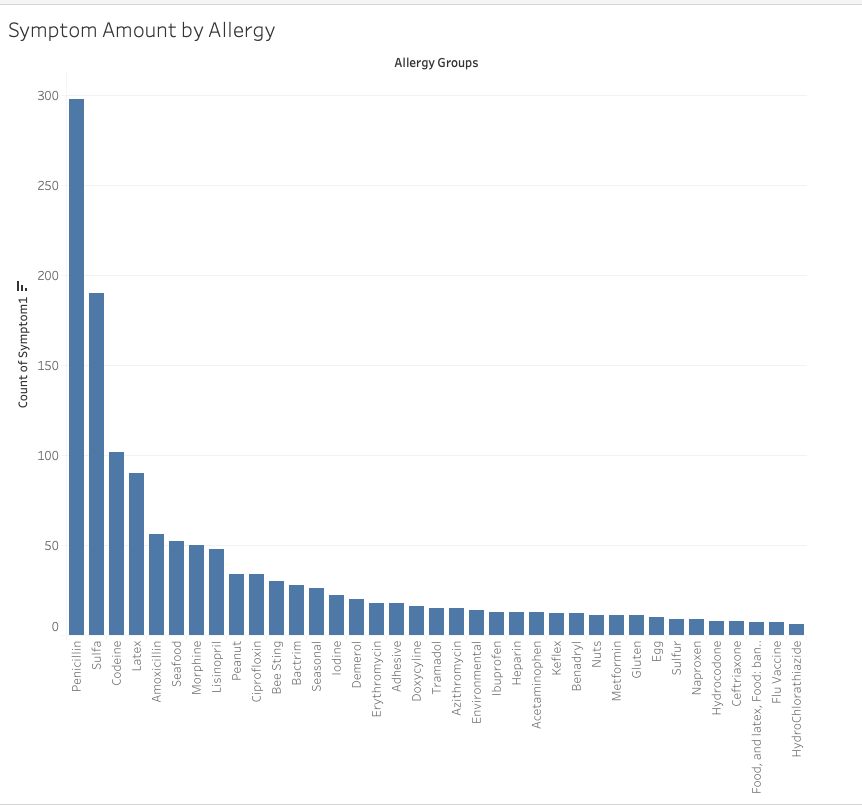 Symptom Amount by Allergy
Allergy Groups
Count of Symptom1
300
250
200
150
100
50
0
Penicillin
Sulfa
Codeine
Latex
Amoxicillin
Seafood
Morphine
Lisinopril
Peanut
Ciprofloxin
Bee Sting
Bactrim
Seasonal
Iodine
Demerol
Erythromycin
Adhesive
Doxycyline
Tramadol
Azithromycin
Environmental
Ibuprofen
Heparin
Acetaminophen
Keflex
Benadryl
Nuts
Metformin
Gluten
Egg
Sulfur
Naproxen
Hydrocodone
Ceftriaxone
Food, and latex, Food: ban..
Flu Vaccine
HydroChlorathiazide